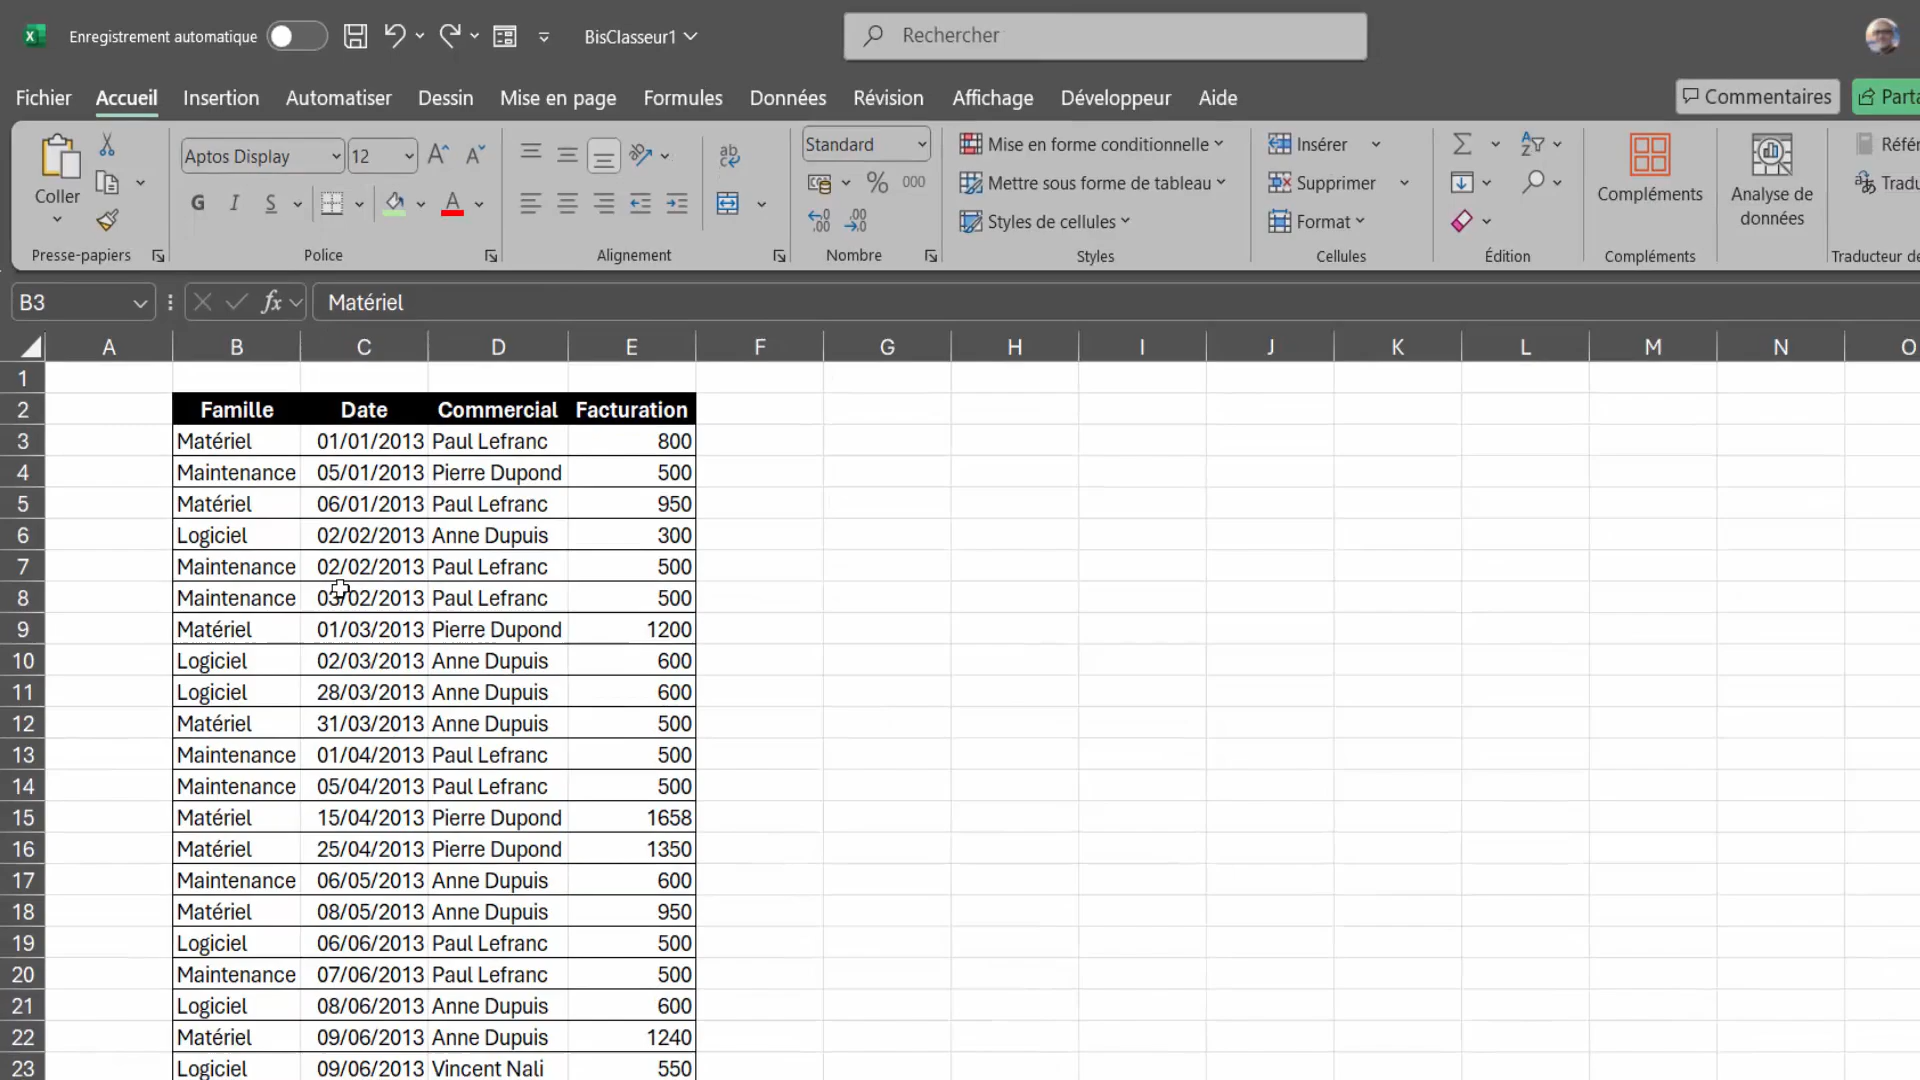 Enregistrement automatique BisClasseur1 Rechercher
Fichier Accueil Insertion Automatiser Dessin Mise en page Formules Données Révision Affichage Développeur Aide Commentaires Parta
Coller
Presse-papiers
Aptos Display 12
G I S A
Police
ab
Alignement
Standard
% 000
Nombre
Mise en forme conditionnelle
Mettre sous forme de tableau
Styles de cellules
Styles
Insérer
Supprimer
Format
Cellules
Édition
Compléments
Compléments
Analyse de
données
Référ
Tradu
Traducteur de
B3 fx Matériel
A B C D E F G H I J K L M N O
1
2 Famille Date Commercial Facturation
3 Matériel 01/01/2013 Paul Lefranc 800
4 Maintenance 05/01/2013 Pierre Dupond 500
5 Matériel 06/01/2013 Paul Lefranc 950
6 Logiciel 02/02/2013 Anne Dupuis 300
7 Maintenance 02/02/2013 Paul Lefranc 500
8 Maintenance 03/02/2013 Paul Lefranc 500
9 Matériel 01/03/2013 Pierre Dupond 1200
10 Logiciel 02/03/2013 Anne Dupuis 600
11 Logiciel 28/03/2013 Anne Dupuis 600
12 Matériel 31/03/2013 Anne Dupuis 500
13 Maintenance 01/04/2013 Paul Lefranc 500
14 Maintenance 05/04/2013 Paul Lefranc 500
15 Matériel 15/04/2013 Pierre Dupond 1658
16 Matériel 25/04/2013 Pierre Dupond 1350
17 Maintenance 06/05/2013 Anne Dupuis 600
18 Matériel 08/05/2013 Anne Dupuis 950
19 Logiciel 06/06/2013 Paul Lefranc 500
20 Maintenance 07/06/2013 Paul Lefranc 500
21 Logiciel 08/06/2013 Anne Dupuis 600
22 Matériel 09/06/2013 Anne Dupuis 1240
23 Logiciel 09/06/2013 Vincent Nali 550